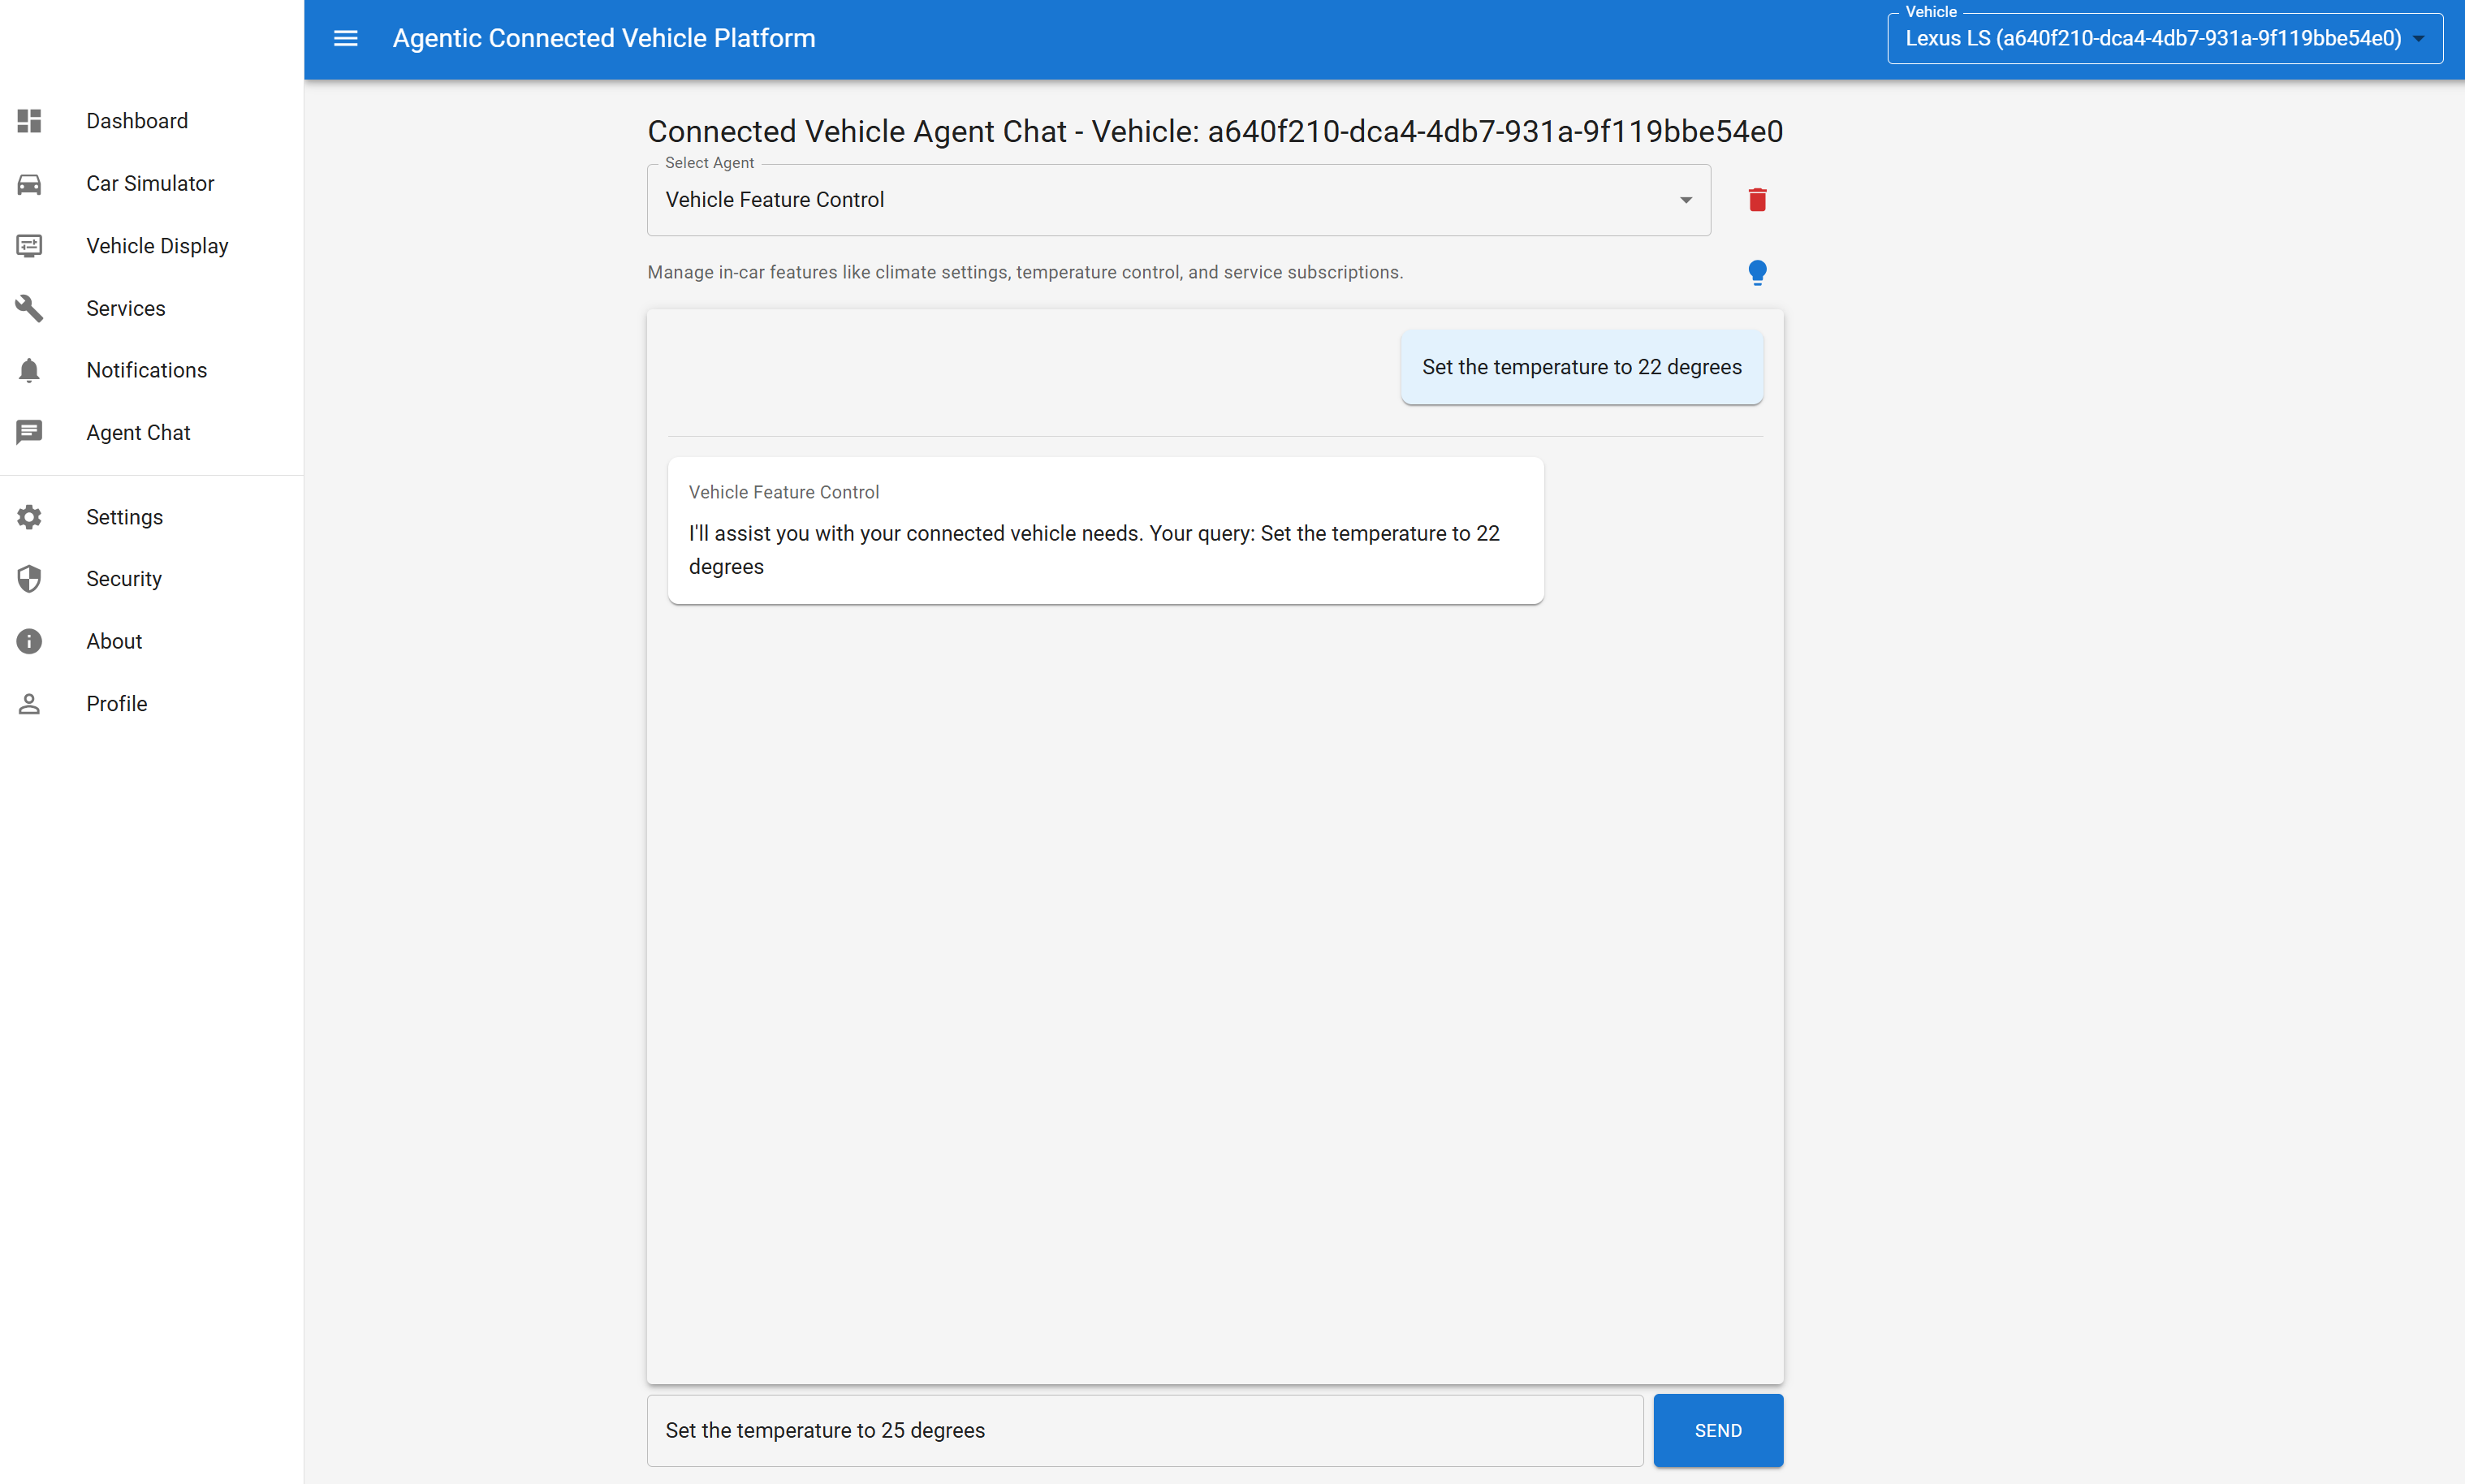 Agentic Connected Vehicle Platform
Vehicle
Lexus LS (a640f210-dca4-4db7-931a-9f119bbe54e0)
Dashboard
Car Simulator
Vehicle Display
Services
Notifications
Agent Chat
Settings
Security
About
Profile
Connected Vehicle Agent Chat - Vehicle: a640f210-dca4-4db7-931a-9f119bbe54e0
Select Agent
Vehicle Feature Control
Manage in-car features like climate settings, temperature control, and service subscriptions.
Set the temperature to 22 degrees
Vehicle Feature Control
I'll assist you with your connected vehicle needs. Your query: Set the temperature to 22
degrees
Set the temperature to 25 degrees
SEND